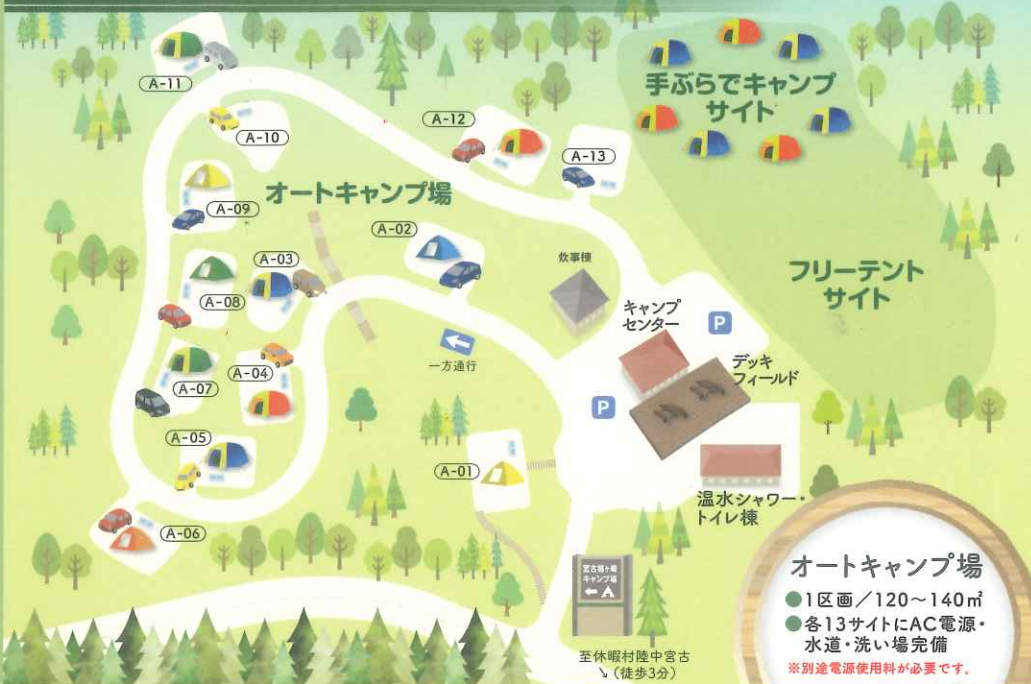 手ぶらでキャンプ
サイト
A-11
A-10
A-12
A-13
オートキャンプ場
A-09
A-02
A-03
A-08
炊事棟
フリーテント
サイト
キャンプ
センター
P
デッキ
フィールド
一方通行
A-04
A-07
P
A-05
A-01
A-06
温水シャワー・
トイレ棟
オートキャンプ場
●1区画／120〜140㎡
●各13サイトにAC電源・
水道・洗い場完備
※別途電源使用料が必要です。
宮古姉ヶ崎
キャンプ場
←
至休暇村陸中宮古
↘(徒歩3分)